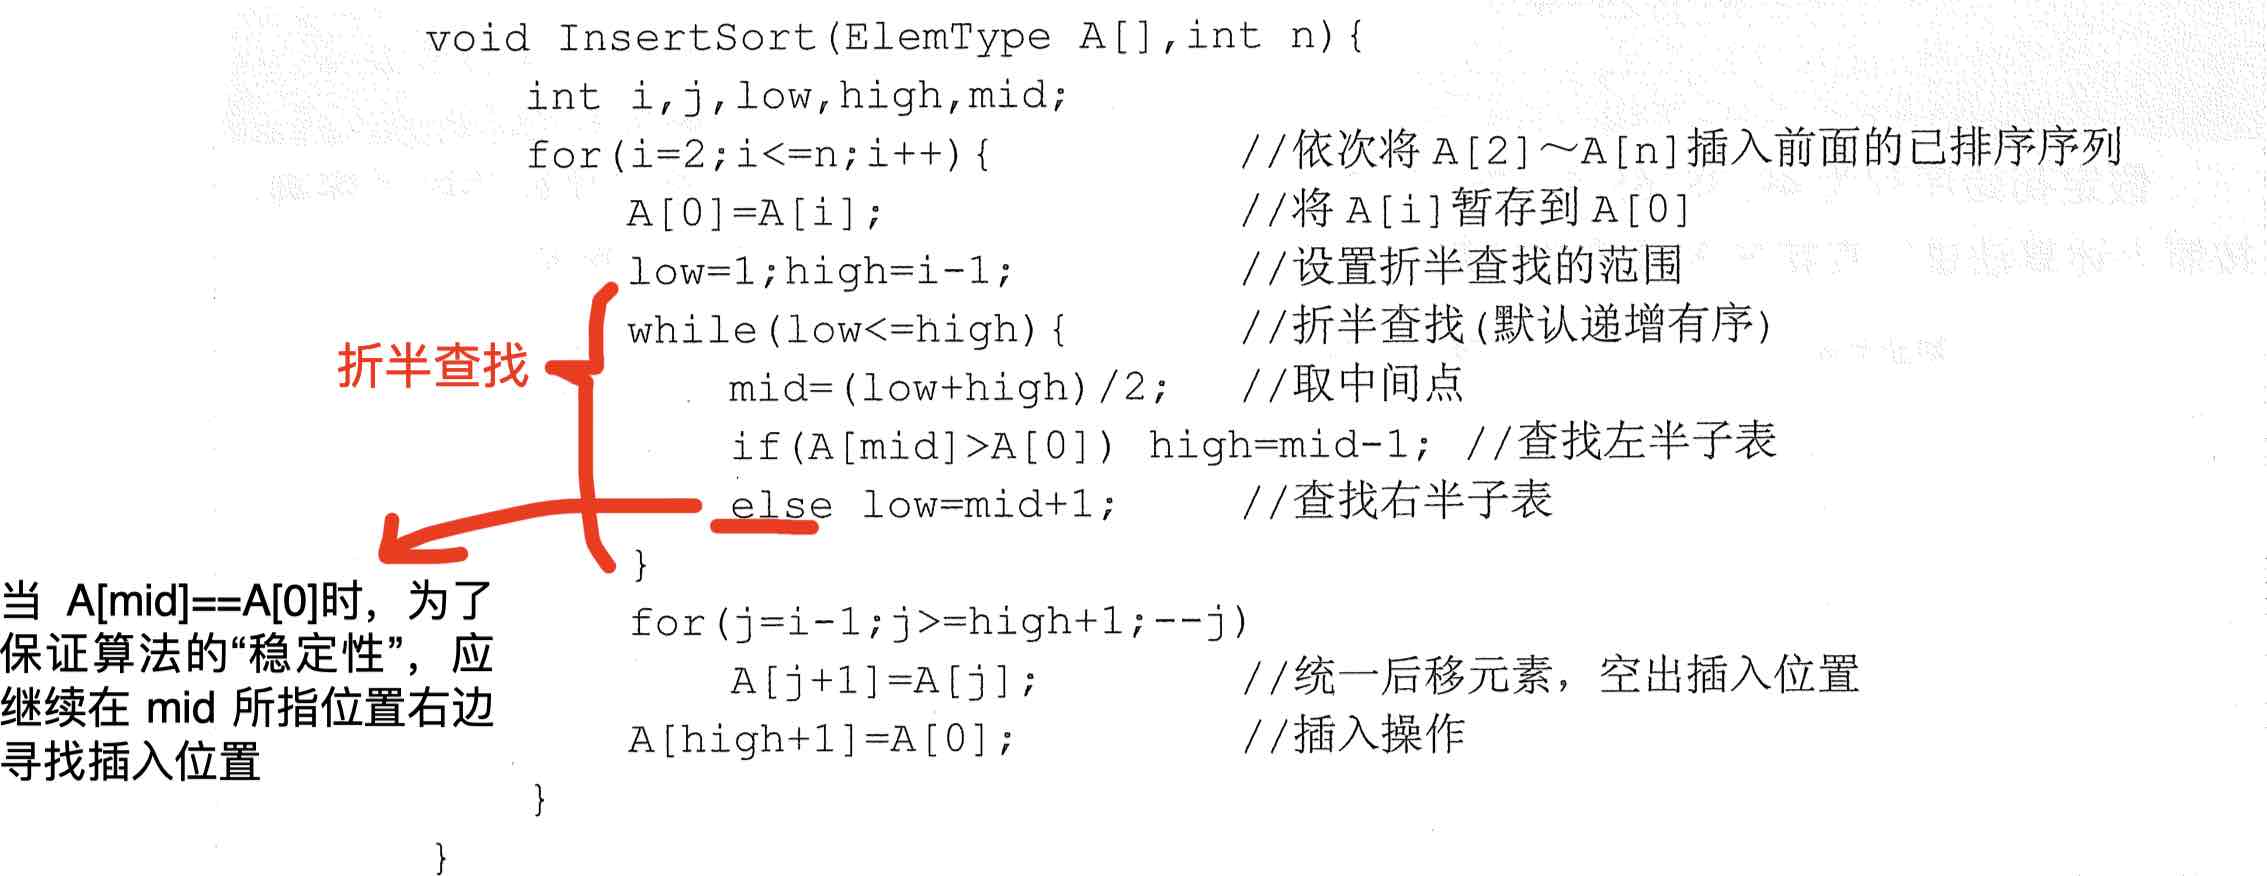 void InsertSort(ElemType A[],int n){
int i,j,low,high,mid;
for(i=2;i<=n;i++){ //依次将A[2]～A[n]插入前面的已排序序列
A[0]=A[i]; //将A[i]暂存到A[0]
low=1;high=i-1; //设置折半查找的范围
while(low<=high){ //折半查找(默认递增有序)
折半查找
mid=(low+high)/2; //取中间点
if(A[mid]>A[0]) high=mid-1; //查找左半子表
else low=mid+1; //查找右半子表
}
当 A[mid]==A[0]时，为了
保证算法的“稳定性”，应
继续在 mid 所指位置右边
寻找插入位置
for(j=i-1;j>=high+1;--j)
A[j+1]=A[j]; //统一后移元素，空出插入位置
A[high+1]=A[0]; //插入操作
}
}